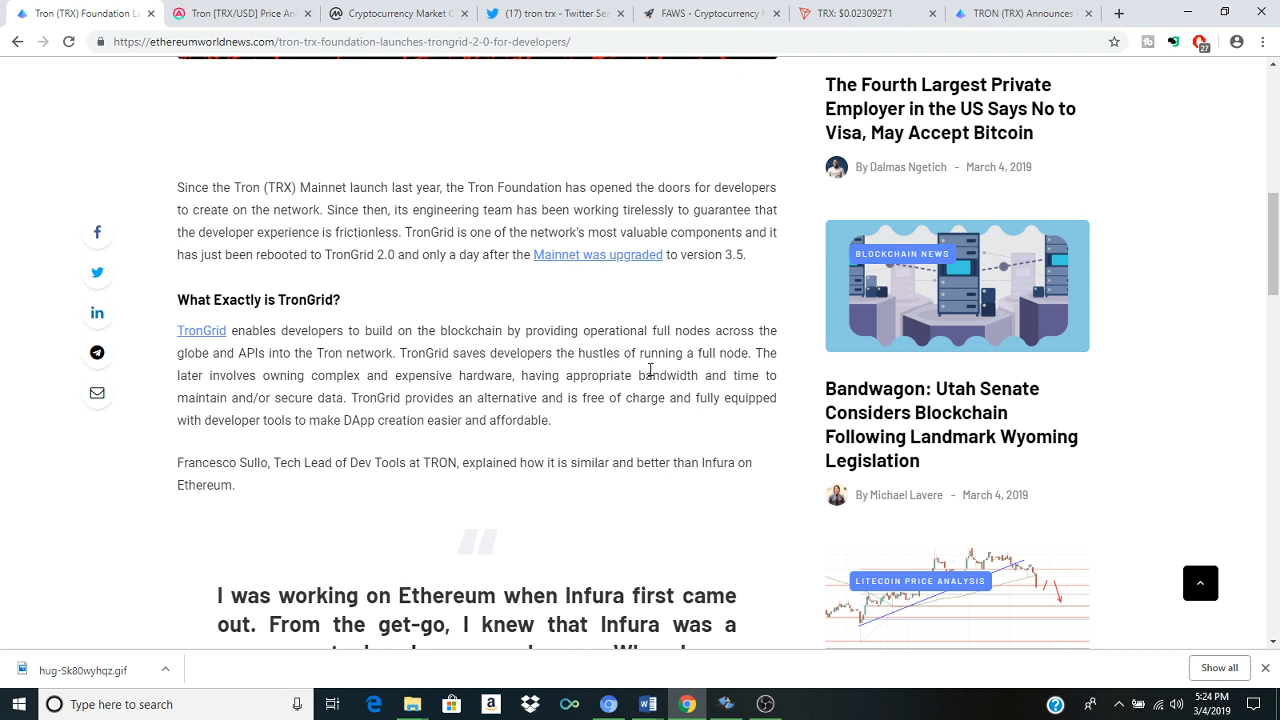 TRON (TRX) Foundation La
Tron [USD] Price An
Cryptocurrency Market C
(17) tron trx - Twitter Se
FAWS - Cryptocurrency N
TRX: $0.02309271
TRON (TRX) Announces
https://ethereumworldnews.com/tron-trx-foundation-launches-trongrid-2-0-for-developers/
27
Since the Tron (TRX) Mainnet launch last year, the Tron Foundation has opened the doors for developers
to create on the network. Since then, its engineering team has been working tirelessly to guarantee that
the developer experience is frictionless. TronGrid is one of the network's most valuable components and it
has just been rebooted to TronGrid 2.0 and only a day after the Mainnet was upgraded to version 3.5.
What Exactly is TronGrid?
TronGrid enables developers to build on the blockchain by providing operational full nodes across the
globe and APIs into the Tron network. TronGrid saves developers the hustles of running a full node. The
later involves owning complex and expensive hardware, having appropriate bandwidth and time to
maintain and/or secure data. TronGrid provides an alternative and is free of charge and fully equipped
with developer tools to make DApp creation easier and affordable.
Francesco Sullo, Tech Lead of Dev Tools at TRON, explained how it is similar and better than Infura on
Ethereum.
I was working on Ethereum when Infura first came
out. From the get-go, I knew that Infura was a
The Fourth Largest Private
Employer in the US Says No to
Visa, May Accept Bitcoin
By Dalmas Ngetich - March 4, 2019
BLOCKCHAIN NEWS
Bandwagon: Utah Senate
Considers Blockchain
Following Landmark Wyoming
Legislation
By Michael Lavere - March 4, 2019
LITECOIN PRICE ANALYSIS
hug-Sk80wyhqz.gif
Show all
Type here to search
5:24 PM
3/4/2019